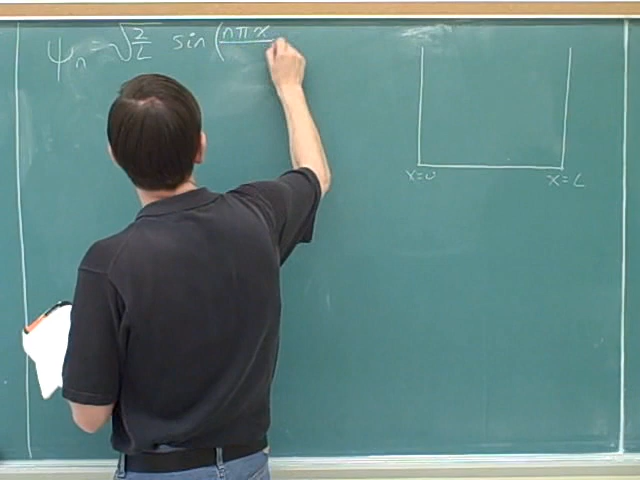 ψn = √2/L sin (nπx
x=0
x=L